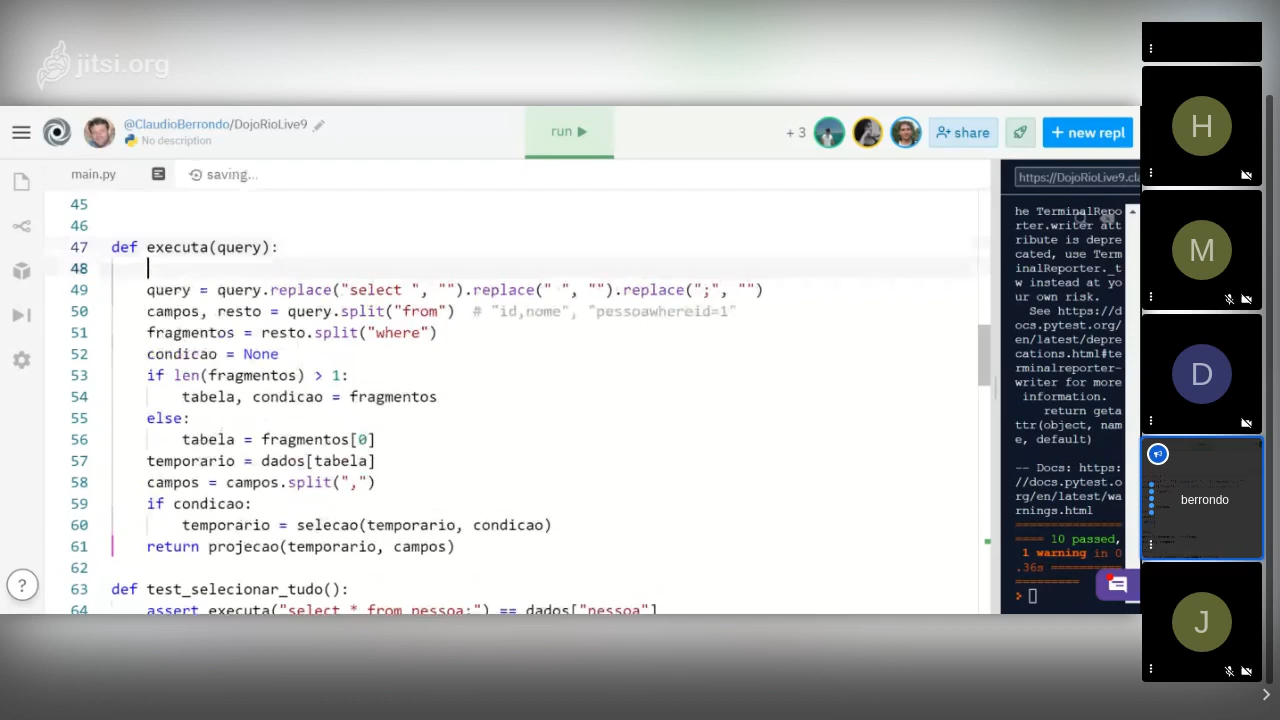 jitsi.org
@ClaudioBerrondo/DojoRioLive9
No description
run
+ 3
share
+ new repl
main.py
saving...
https://DojoRioLive9.cl
45
46
47 def executa(query):
48
49 query = query.replace("select ", "").replace(" ", "").replace(";", "")
50 campos, resto = query.split("from") # "id,nome", "pessoawhereid=1"
51 fragmentos = resto.split("where")
52 condicao = None
53 if len(fragmentos) > 1:
54 tabela, condicao = fragmentos
55 else:
56 tabela = fragmentos[0]
57 temporario = dados[tabela]
58 campos = campos.split(",")
59 if condicao:
60 temporario = selecao(temporario, condicao)
61 return projecao(temporario, campos)
62
63 def test_selecionar_tudo():
64 assert executa("select * from pessoa;") == dados["pessoa"]
he TerminalRepo
rter.writer att
ribute is depre
cated, use Term
inalReporter._t
w instead at yo
ur own risk.
See https://d
ocs.pytest.org/
en/latest/depre
cations.html#te
rminalreporter-
writer for more
information.
return geta
ttr(object, nam
e, default)
-- Docs: https:
//docs.pytest.o
rg/en/latest/wa
rnings.html
===============
==== 10 passed,
1 warning in 0
.36s ==========
=========
>
?
H
M
D
berrondo
J